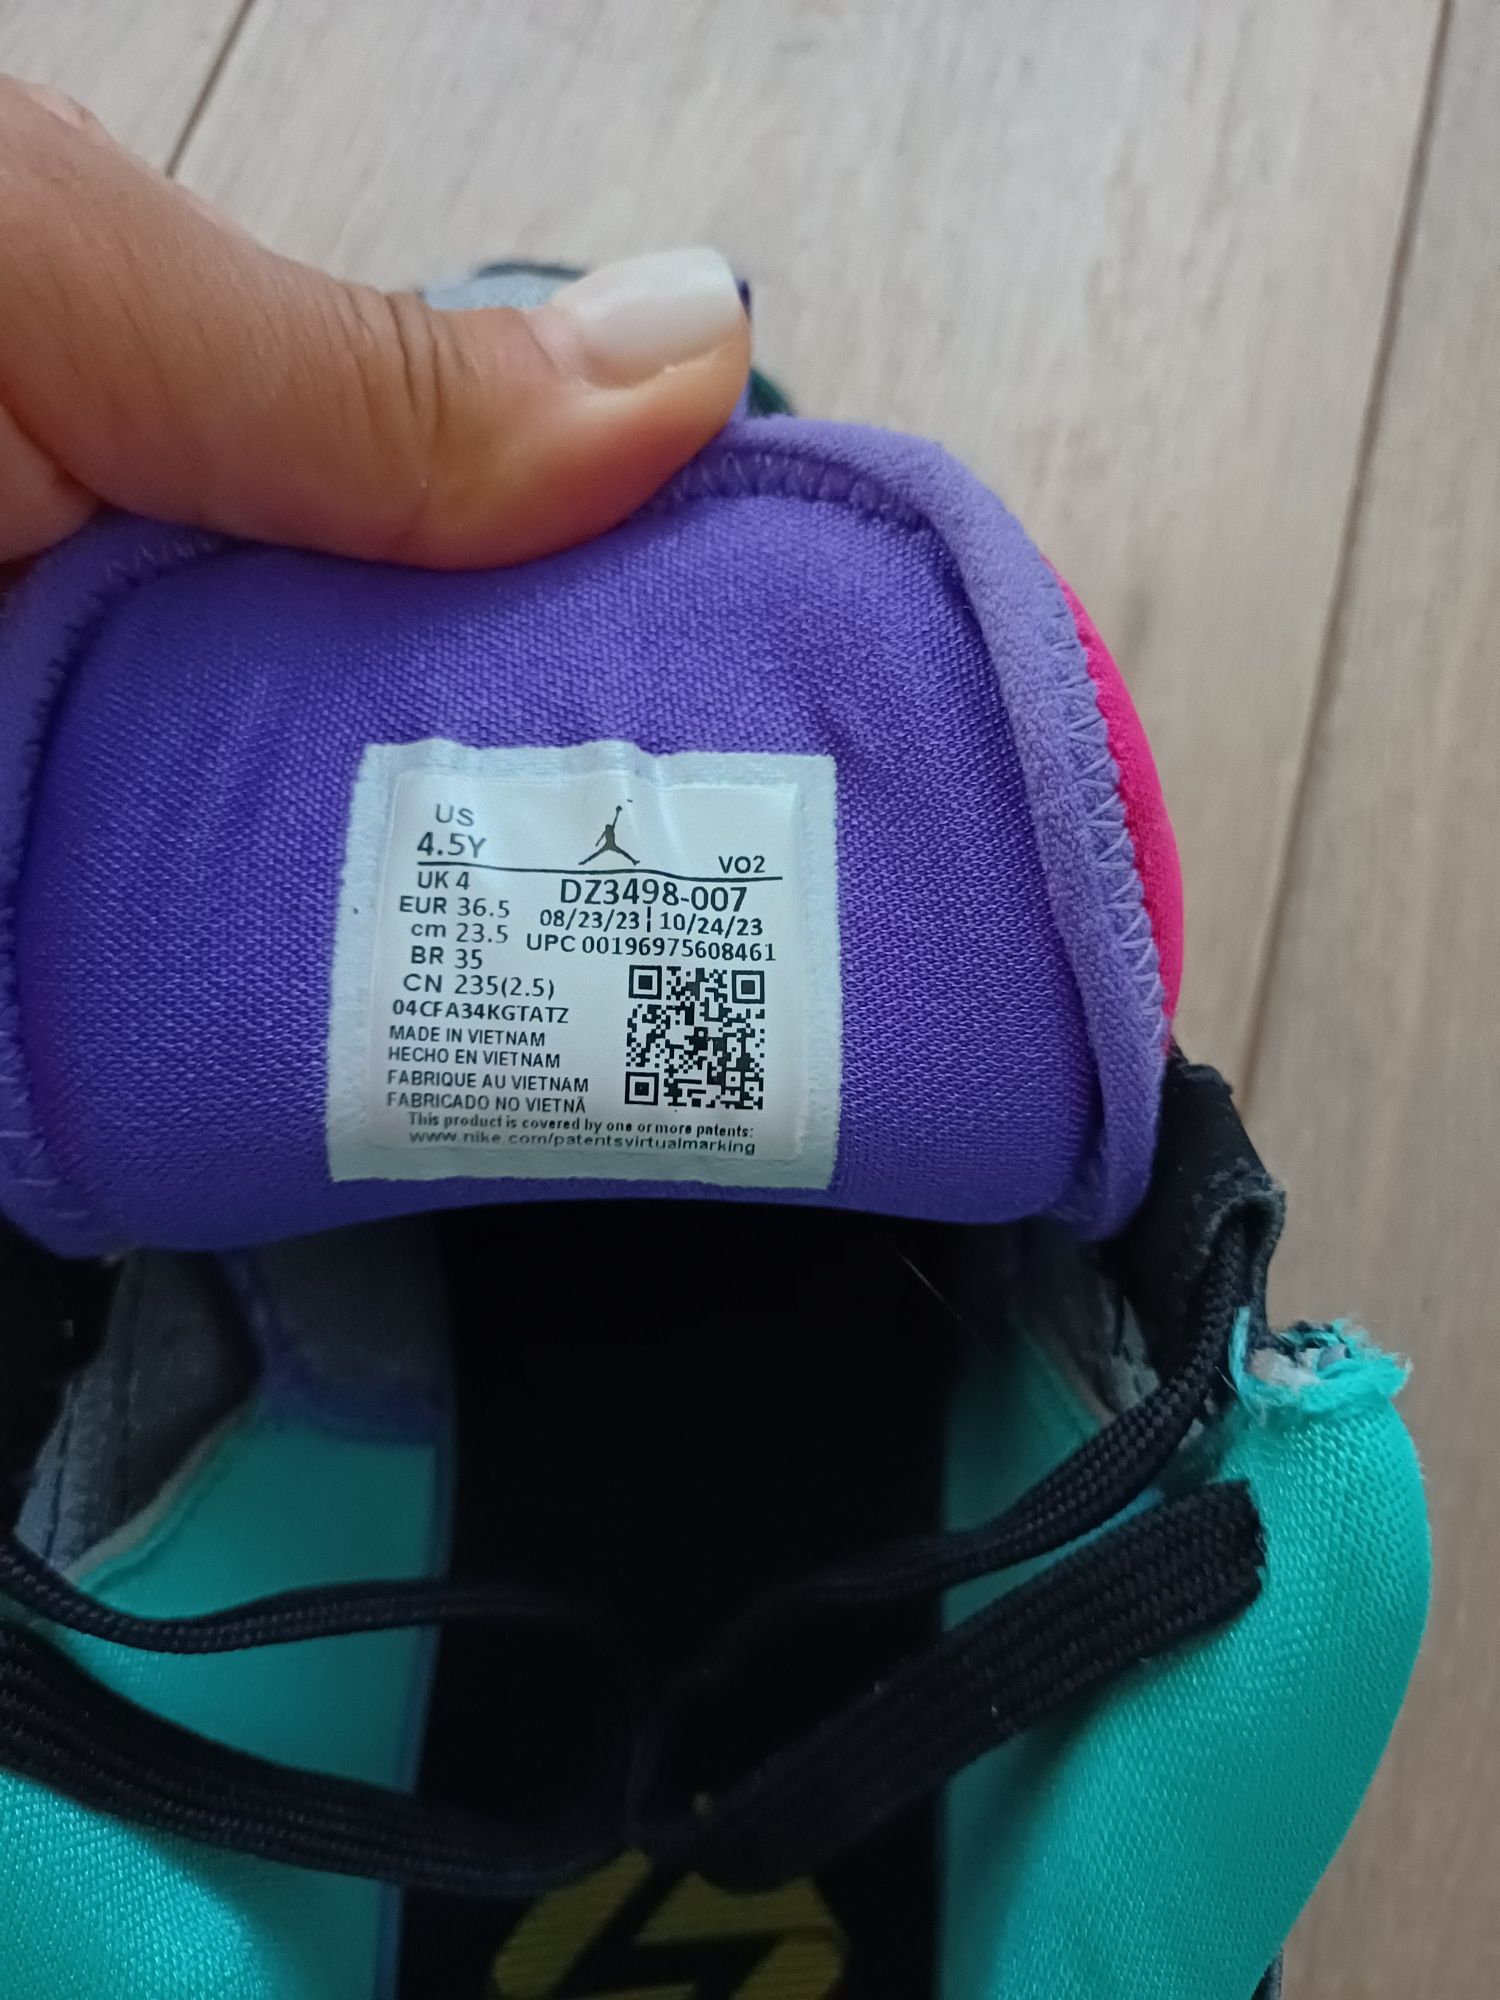 US
4.5Y
VO2
UK 4
DZ3498-007
EUR 36.5
08/23/23 | 10/24/23
cm 23.5
UPC 00196975608461
BR 35
CN 235(2.5)
04CFA34KGTATZ
MADE IN VIETNAM
HECHO EN VIETNAM
FABRIQUE AU VIETNAM
FABRICADO NO VIETNÃ
This product is covered by one or more patents:
www.nike.com/patentsvirtualmarking